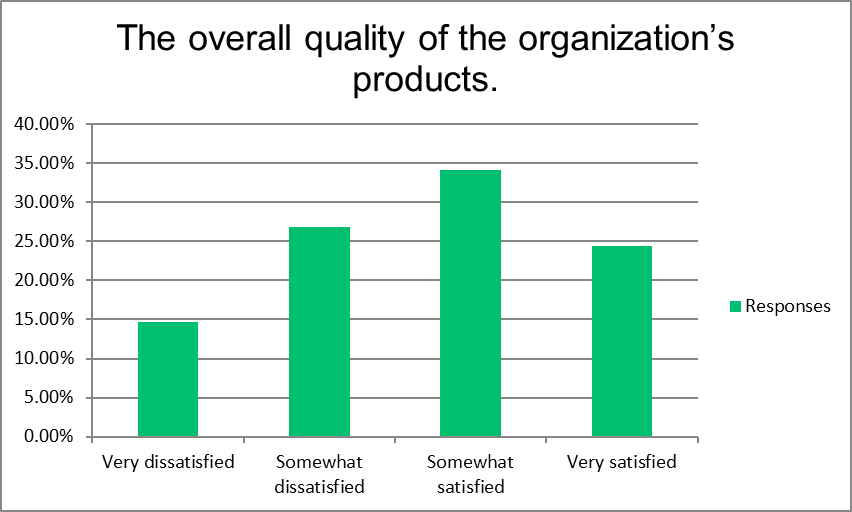 The overall quality of the organization’s
products.
40.00%
35.00%
30.00%
25.00%
20.00%
15.00%
10.00%
5.00%
0.00%
Very dissatisfied
Somewhat
dissatisfied
Somewhat
satisfied
Very satisfied
Responses